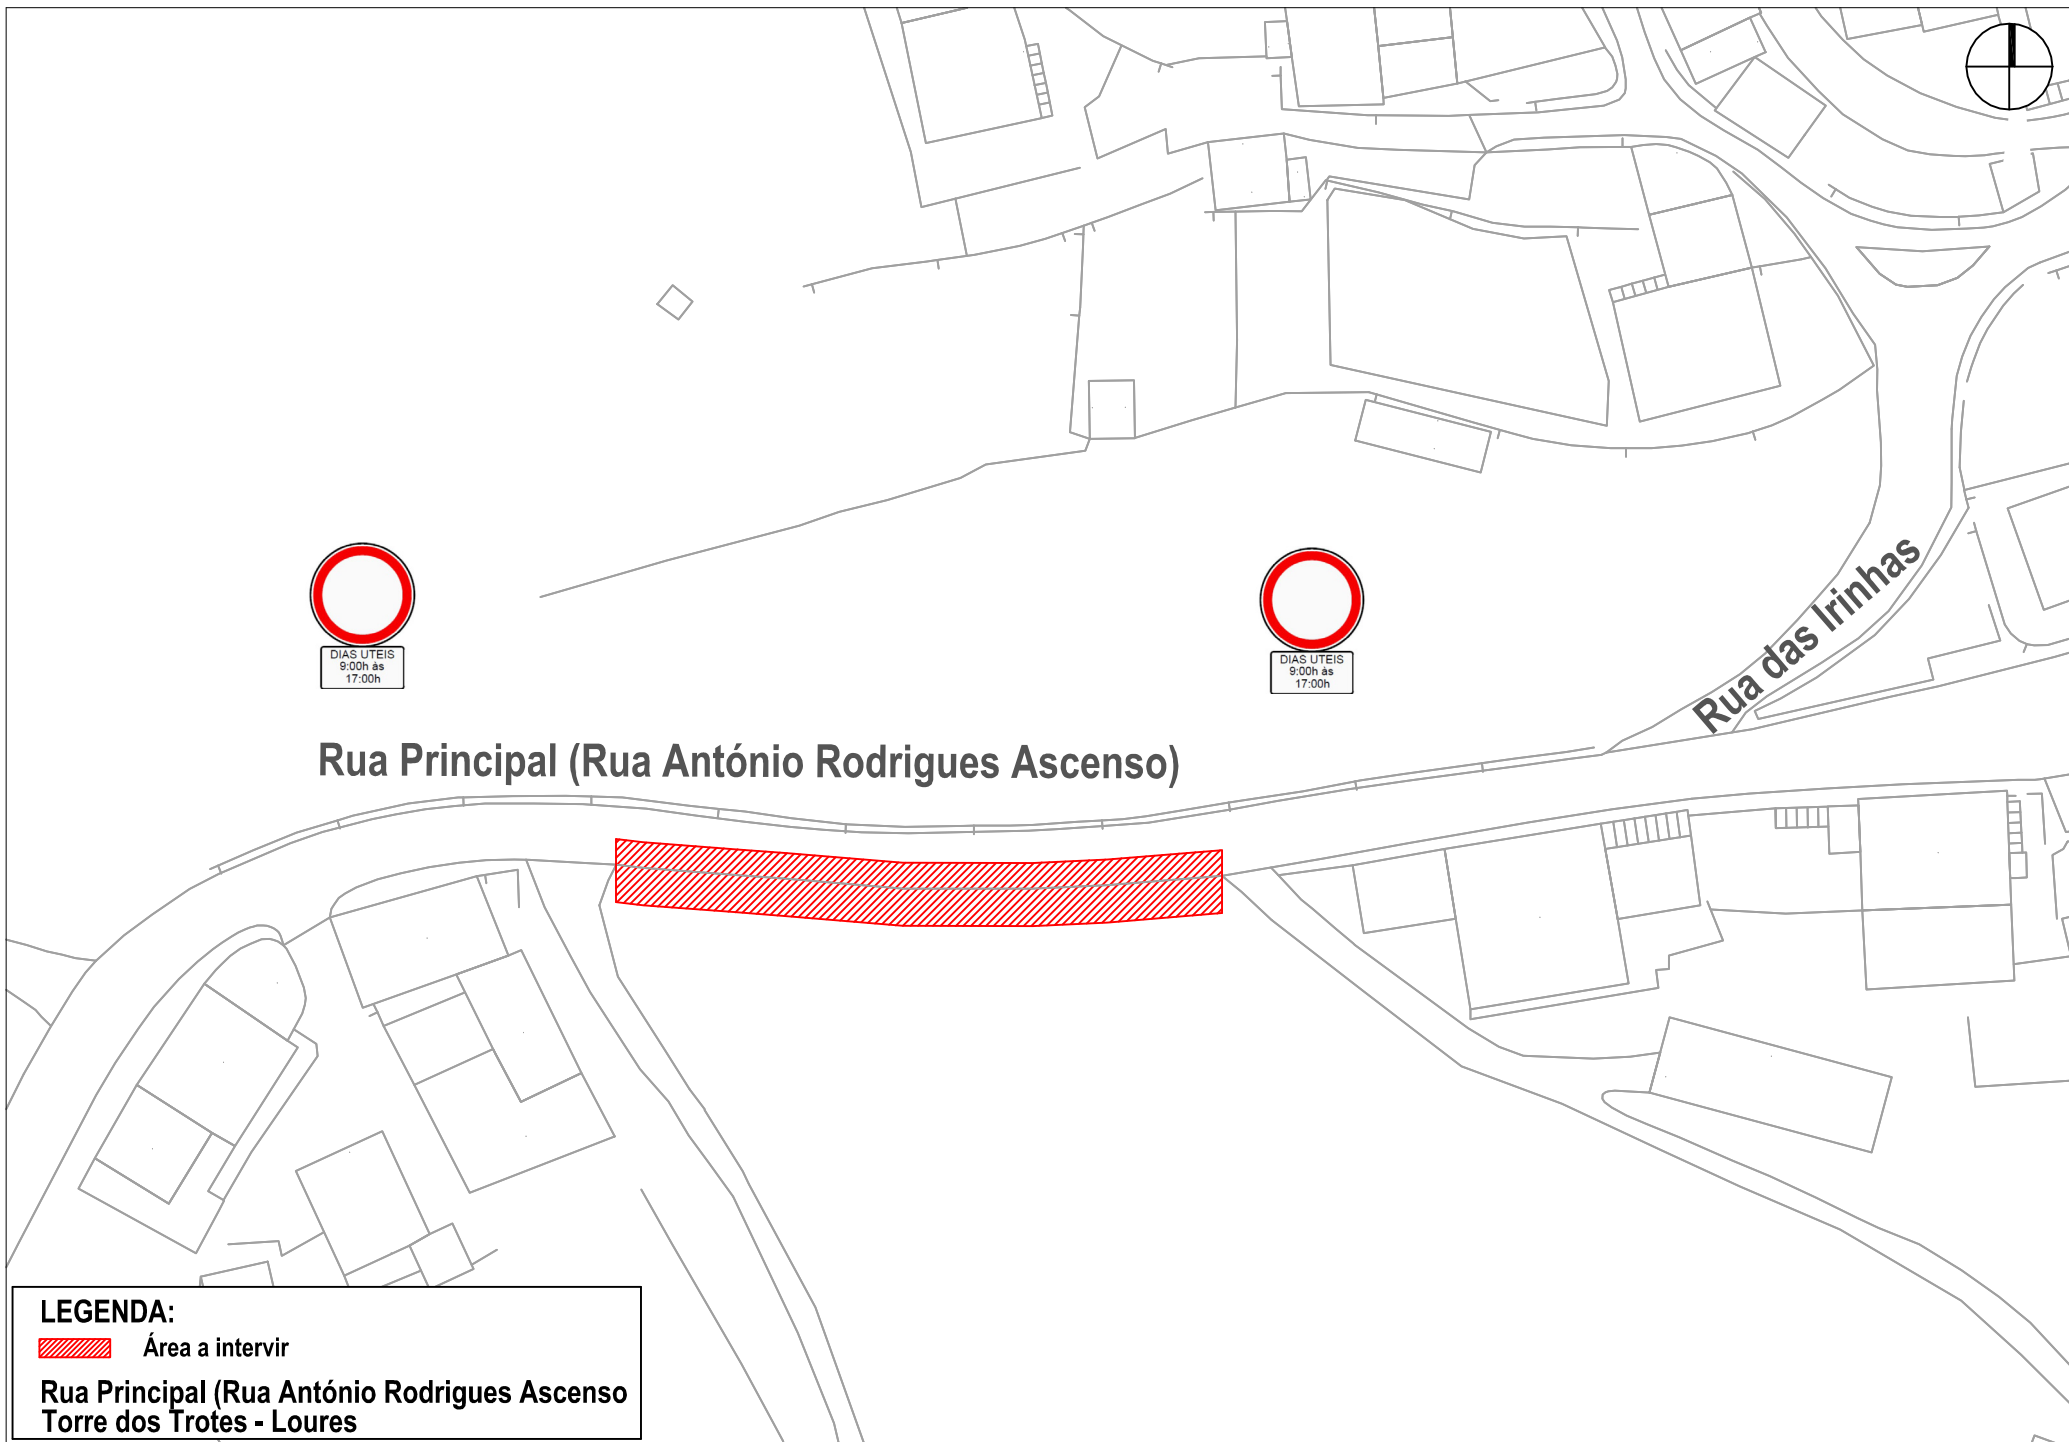 DIAS UTEIS
9:00h às
17:00h
DIAS UTEIS
9:00h às
17:00h
Rua das Irinhas
Rua Principal (Rua António Rodrigues Ascenso)
LEGENDA:
Área a intervir
Rua Principal (Rua António Rodrigues Ascenso
Torre dos Trotes - Loures